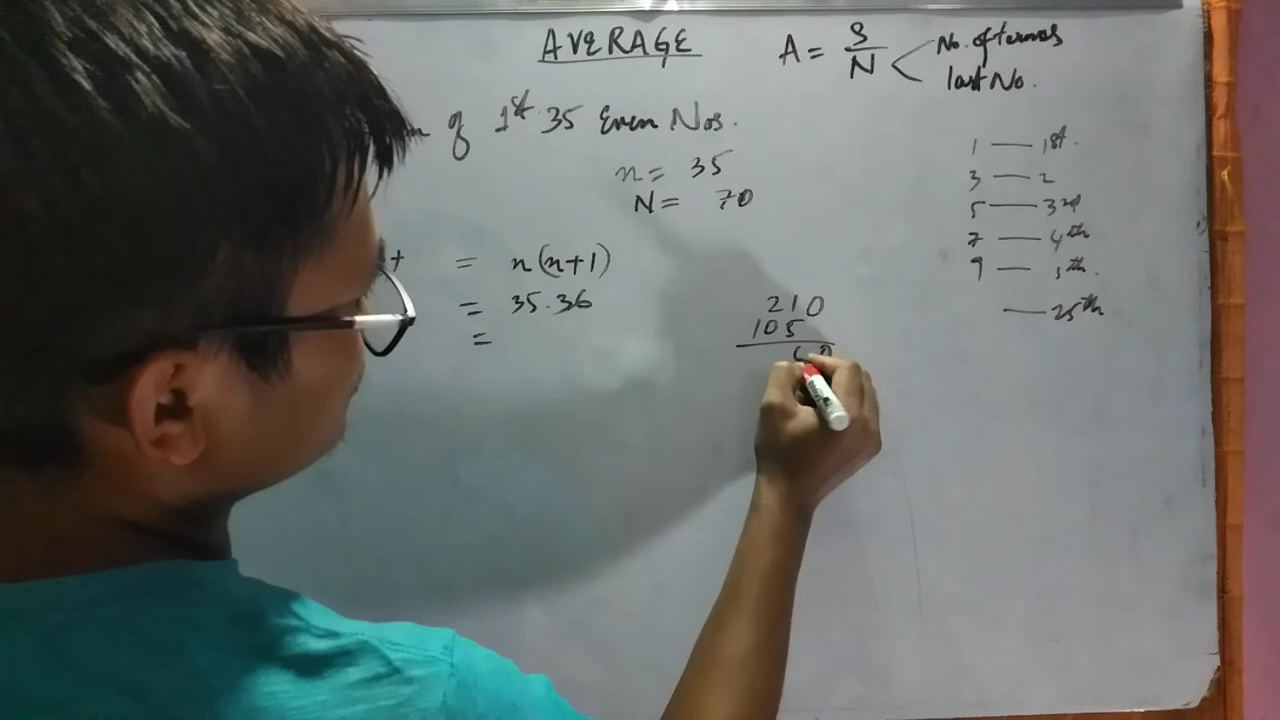 AVERAGE
A = S/N < No. of terms
last No.
of 1st 35 Even Nos.
n = 35
N = 70
+ = n(n+1)
= 35.36
=
210
105
60
1 — 1st.
3 — 2
5 — 3rd
7 — 4th
9 — 5th.
— 25th